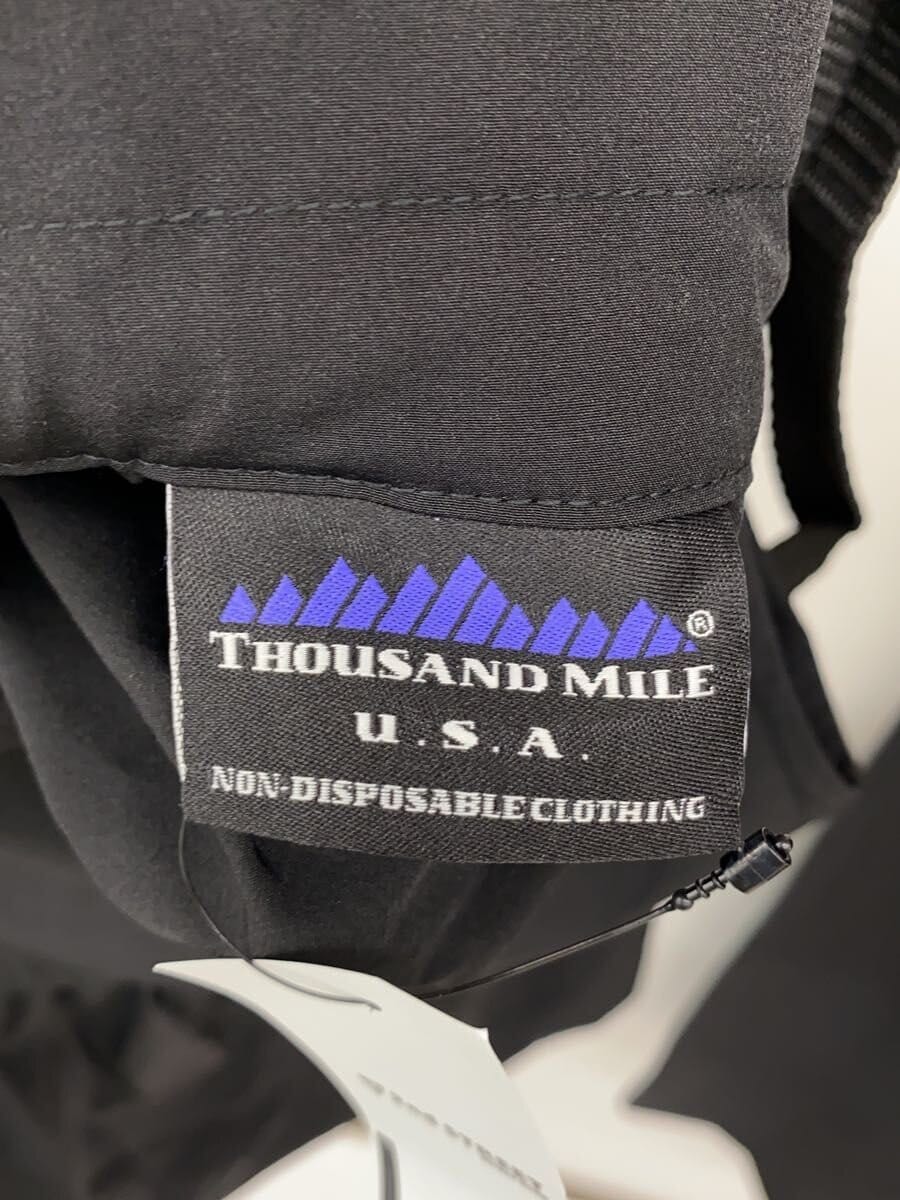 ®
THOUSAND MILE
U.S.A.
NON-DISPOSABLE CLOTHING